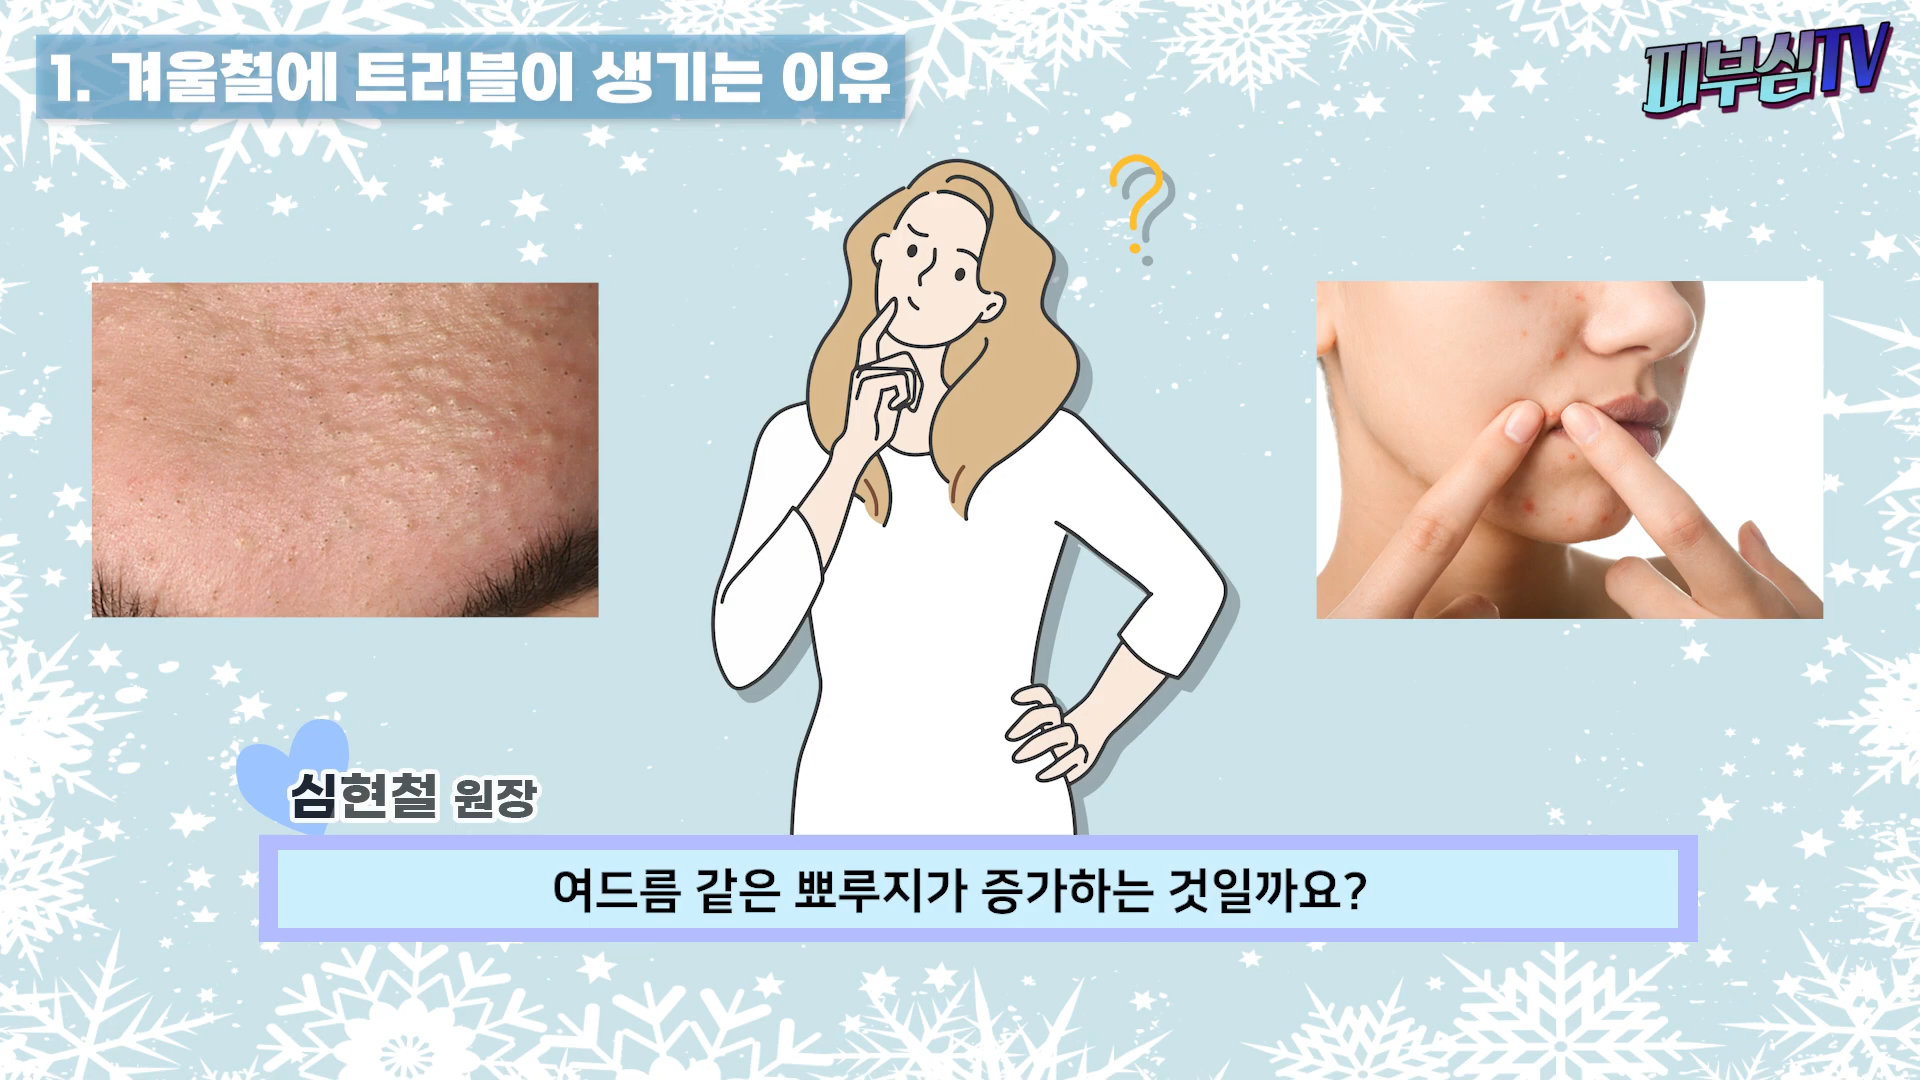 1. 겨울철에 트러블이 생기는 이유
피부심TV
심현철 원장
여드름 같은 뾰루지가 증가하는 것일까요?